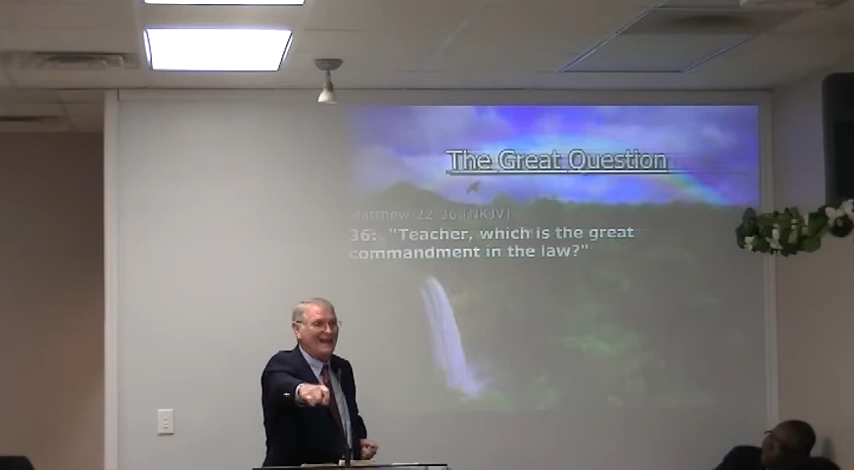 The Great Question
Matthew 22:36 [NKJV]
36: "Teacher, which is the great
commandment in the law?"